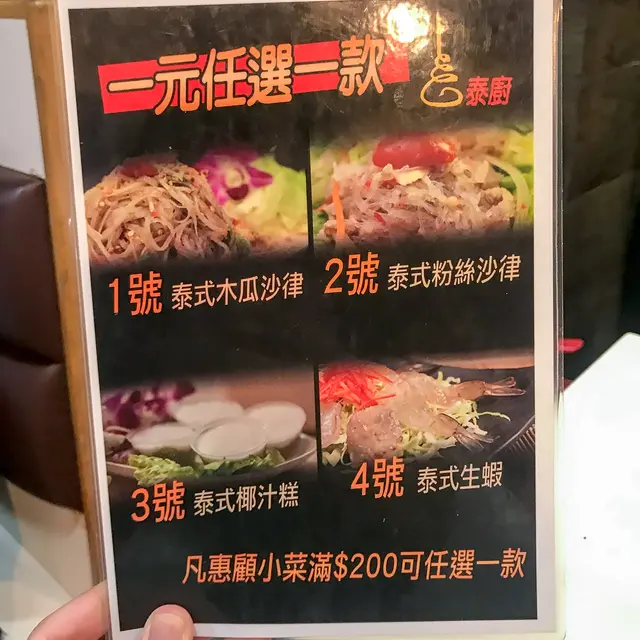 一元任選一款
泰廚
1號 泰式木瓜沙律
2號 泰式粉絲沙律
3號 泰式椰汁糕
4號 泰式生蝦
凡惠顧小菜滿$200可任選一款